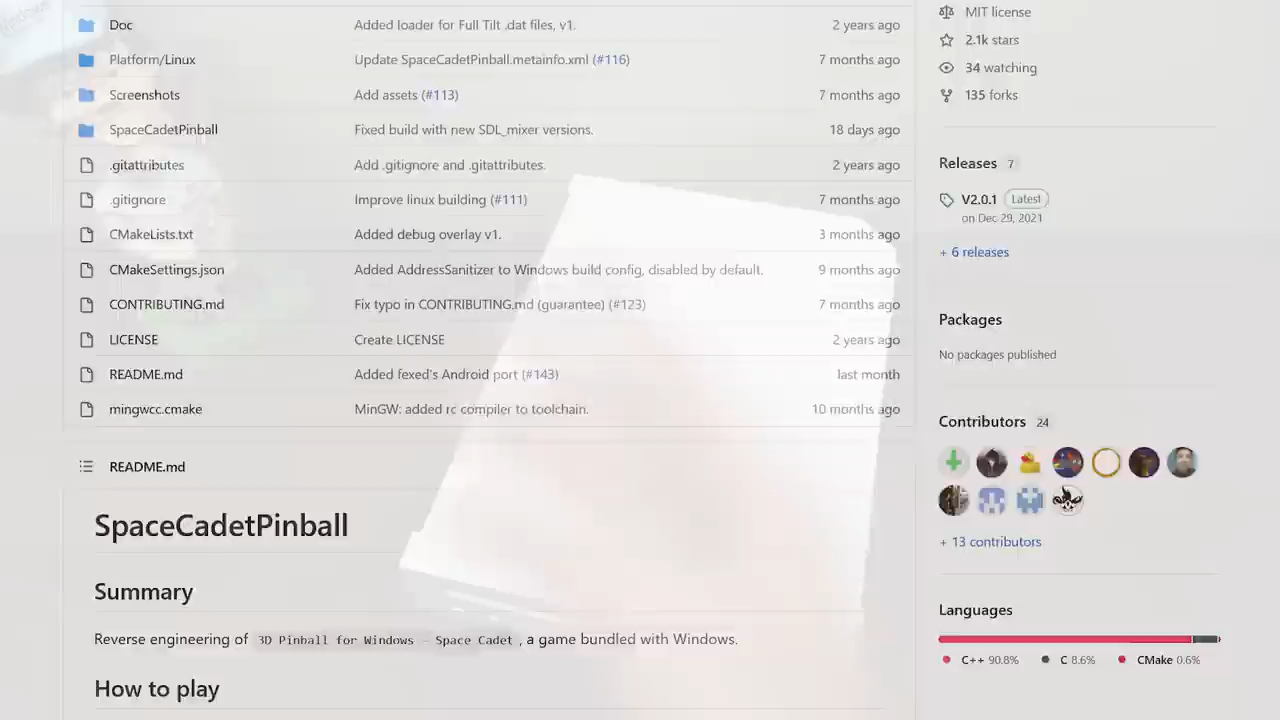 Doc Added loader for Full Tilt .dat files, v1. 2 years ago
Platform/Linux Update SpaceCadetPinball.metainfo.xml (#116) 7 months ago
Screenshots Add assets (#113) 7 months ago
SpaceCadetPinball Fixed build with new SDL_mixer versions. 18 days ago
.gitattributes Add .gitignore and .gitattributes. 2 years ago
.gitignore Improve linux building (#111) 7 months ago
CMakeLists.txt Added debug overlay v1. 3 months ago
CMakeSettings.json Added AddressSanitizer to Windows build config, disabled by default. 9 months ago
CONTRIBUTING.md Fix typo in CONTRIBUTING.md (guarantee) (#123) 7 months ago
LICENSE Create LICENSE 2 years ago
README.md Added fexed's Android port (#143) last month
mingwcc.cmake MinGW: added rc compiler to toolchain. 10 months ago
README.md
SpaceCadetPinball
Summary
Reverse engineering of 3D Pinball for Windows – Space Cadet , a game bundled with Windows.
How to play
MIT license
2.1k stars
34 watching
135 forks
Releases 7
V2.0.1 Latest
on Dec 29, 2021
+ 6 releases
Packages
No packages published
Contributors 24
+ 13 contributors
Languages
C++ 90.8% C 8.6% CMake 0.6%